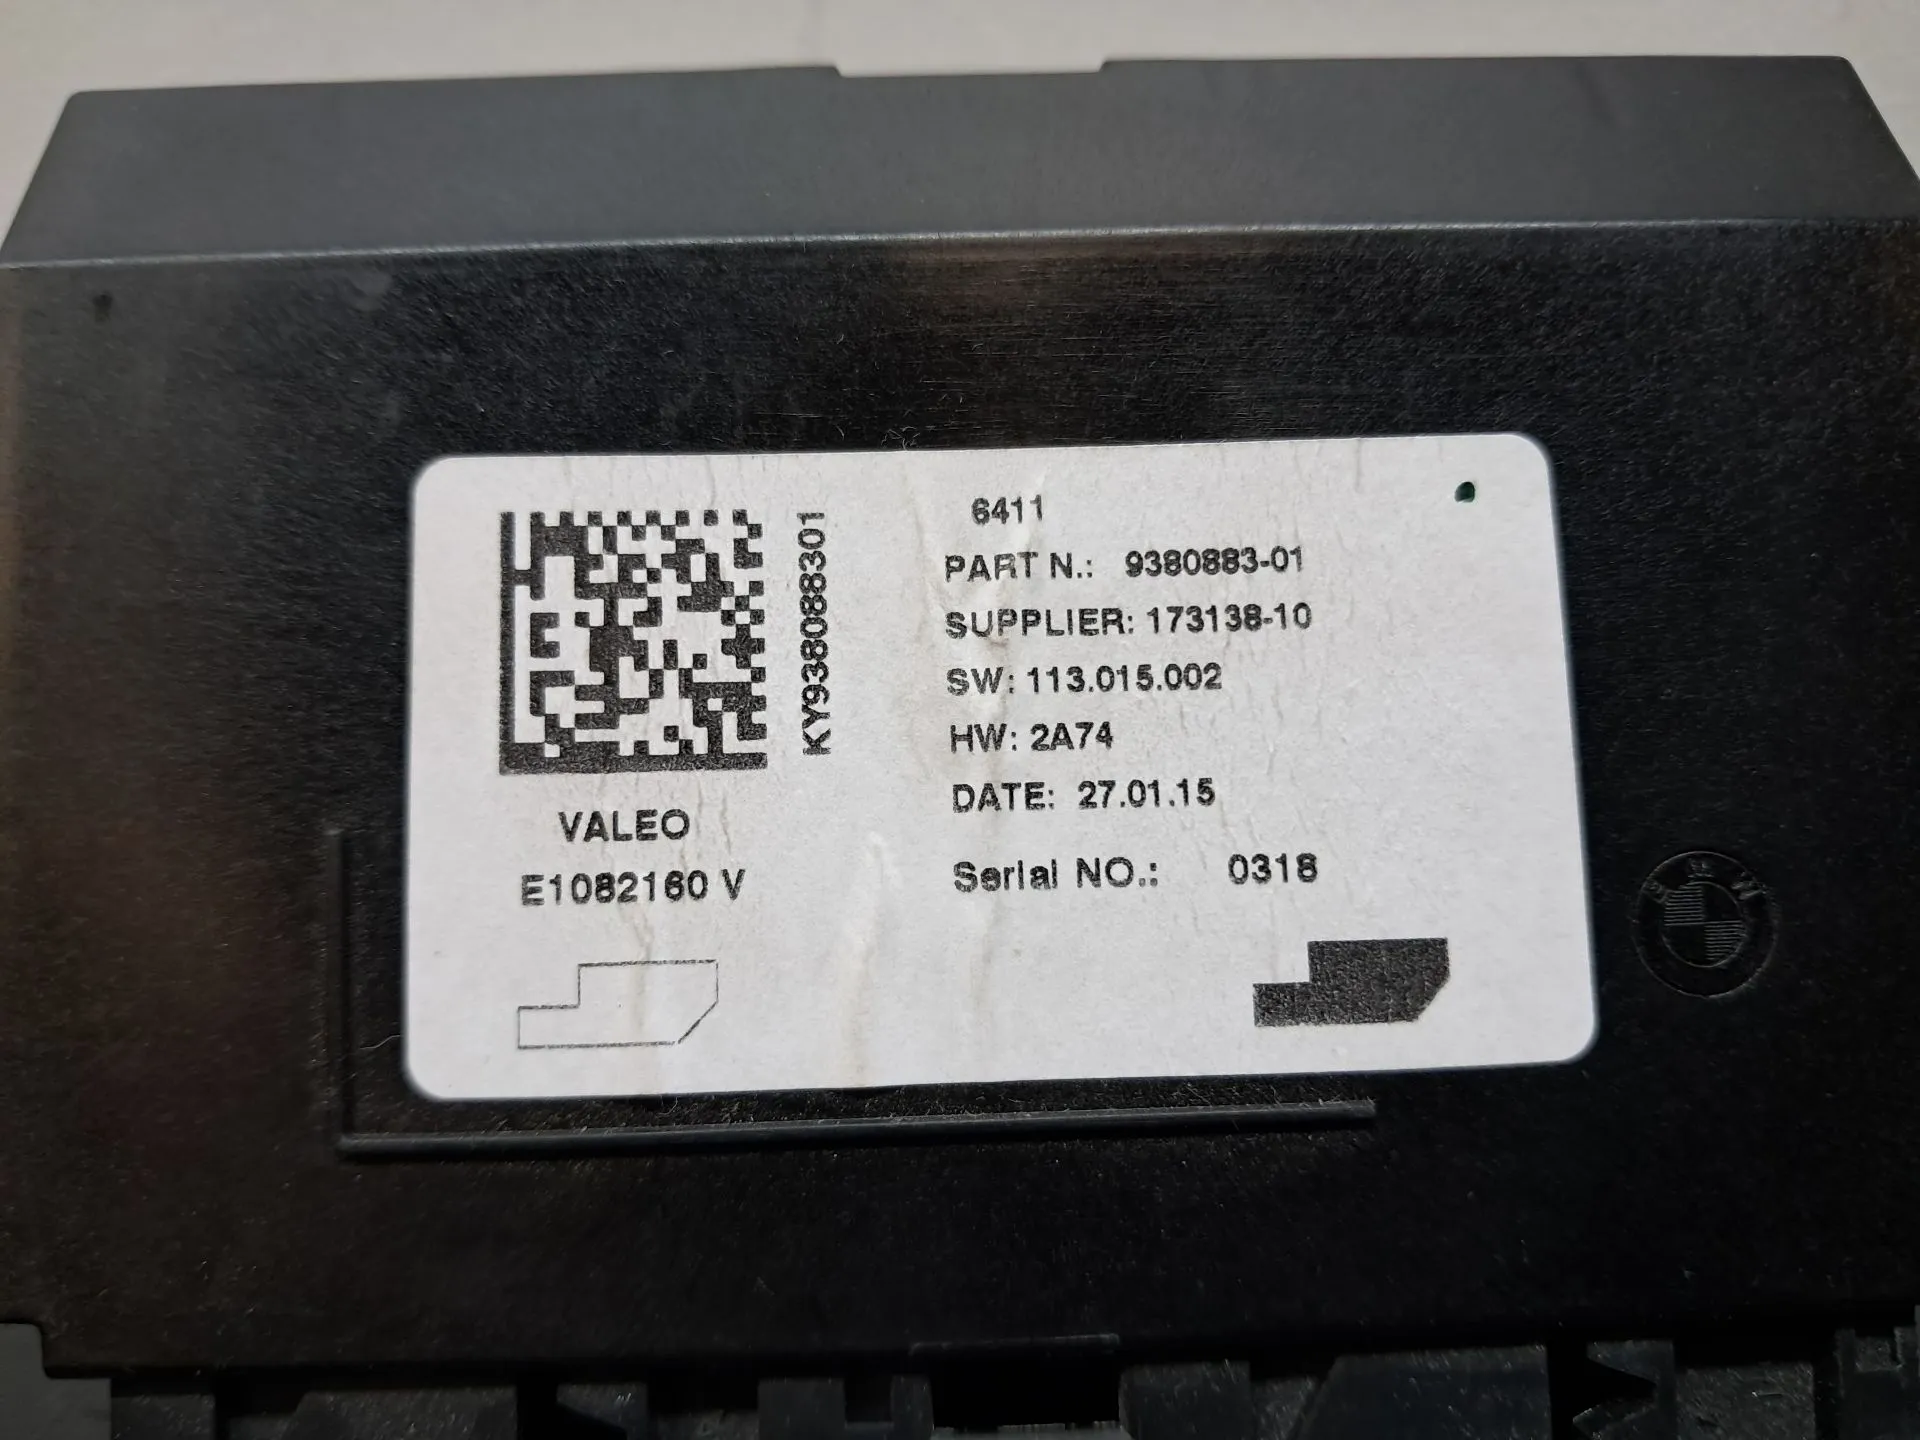 KY9380883301
VALEO
E1082160 V
6411
PART N.: 9380883-01
SUPPLIER: 173138-10
SW: 113.015.002
HW: 2A74
DATE: 27.01.15
Serial NO.: 0318
BMW